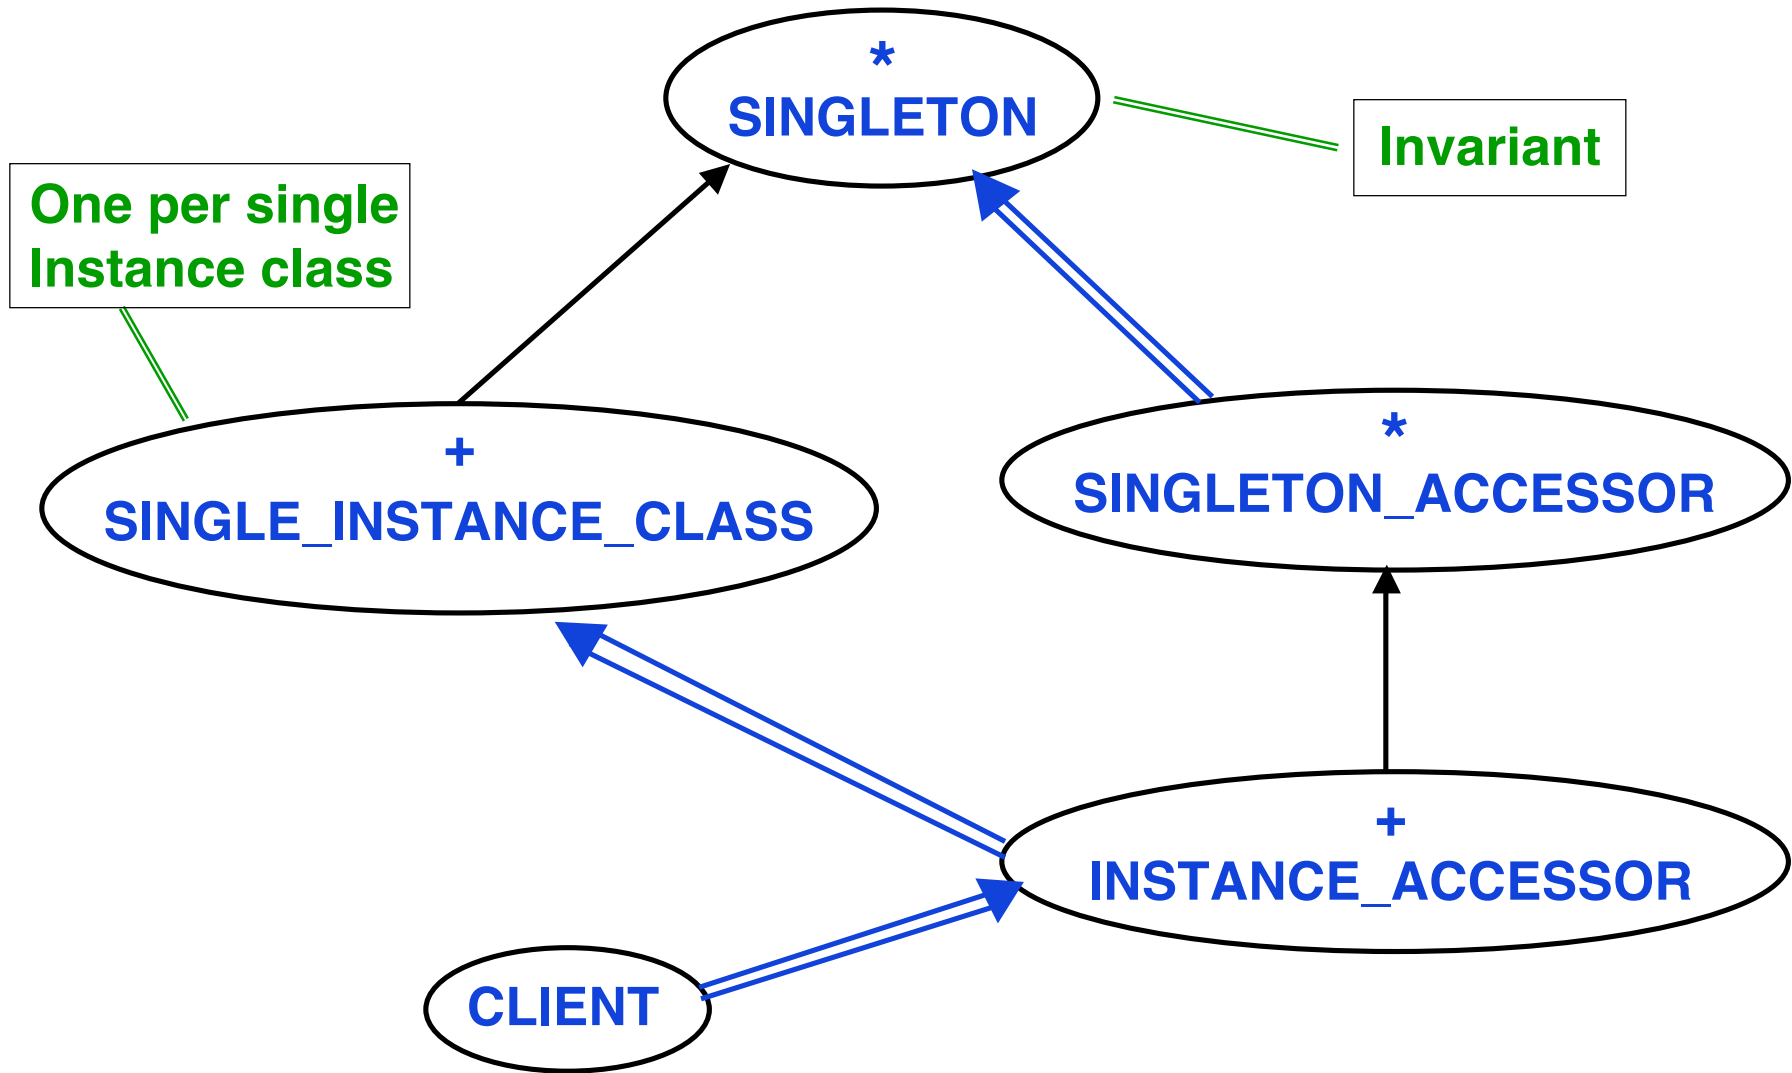 *
SINGLETON
Invariant
One per single
Instance class
+
SINGLE_INSTANCE_CLASS
*
SINGLETON_ACCESSOR
+
INSTANCE_ACCESSOR
CLIENT